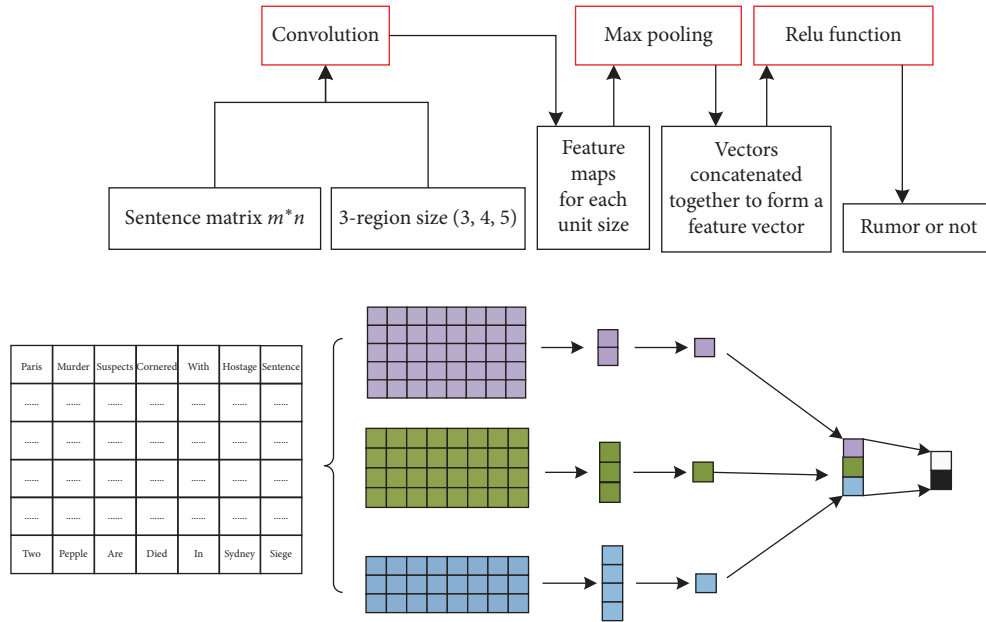 Convolution
Max pooling
Relu function
Sentence matrix m*n
3-region size (3, 4, 5)
Feature
maps
for each
unit size
Vectors
concatenated
together to form a
feature vector
Rumor or not
Paris Murder Suspects Cornered With Hostage Sentence
...... ...... ...... ...... ...... ...... ......
...... ...... ...... ...... ...... ...... ......
...... ...... ...... ...... ...... ...... ......
...... ...... ...... ...... ...... ...... ......
Two Pepple Are Died In Sydney Siege